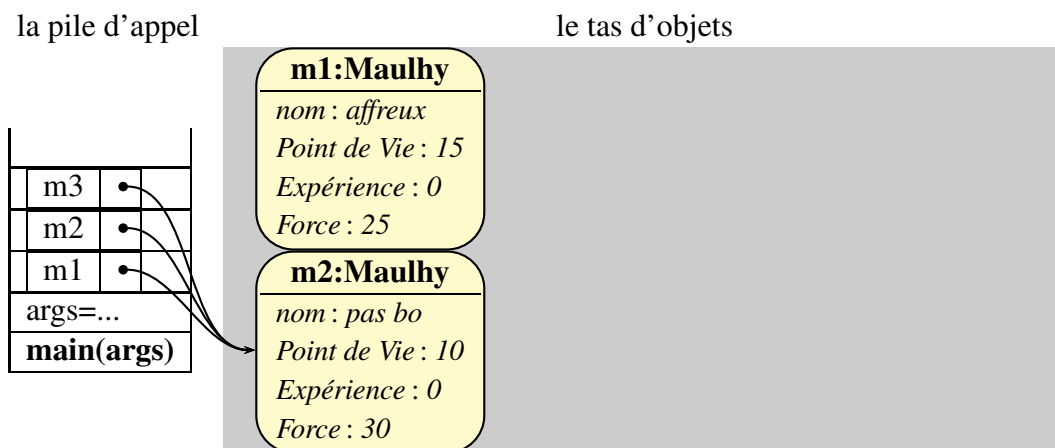 la pile d'appel
le tas d'objets
m1:Maulhy
nom : affreux
Point de Vie : 15
Expérience : 0
Force : 25
m3
m2
m1
args=...
main(args)
m2:Maulhy
nom : pas bo
Point de Vie : 10
Expérience : 0
Force : 30